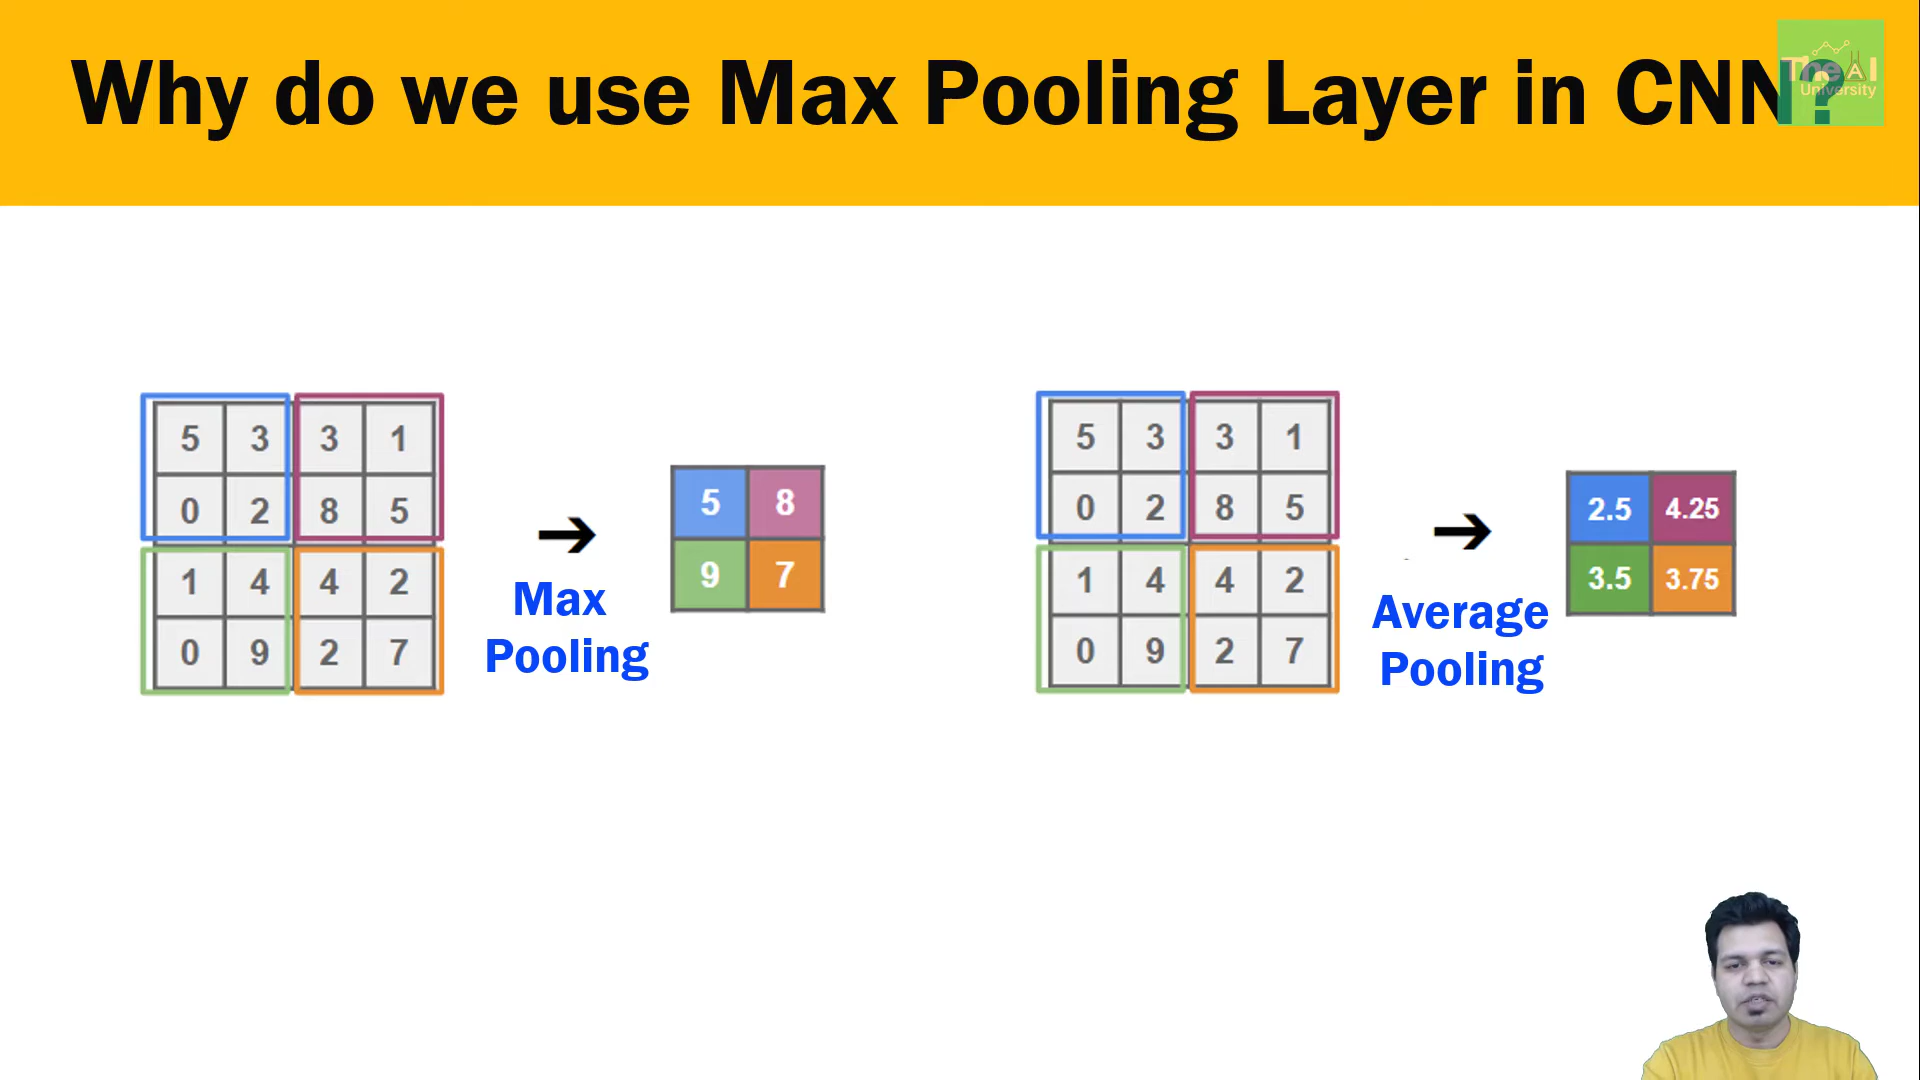 Why do we use Max Pooling Layer in CNN?
The AI
University
5 3 3 1
0 2 8 5
1 4 4 2
0 9 2 7
Max
Pooling
5 8
9 7
5 3 3 1
0 2 8 5
1 4 4 2
0 9 2 7
Average
Pooling
2.5 4.25
3.5 3.75